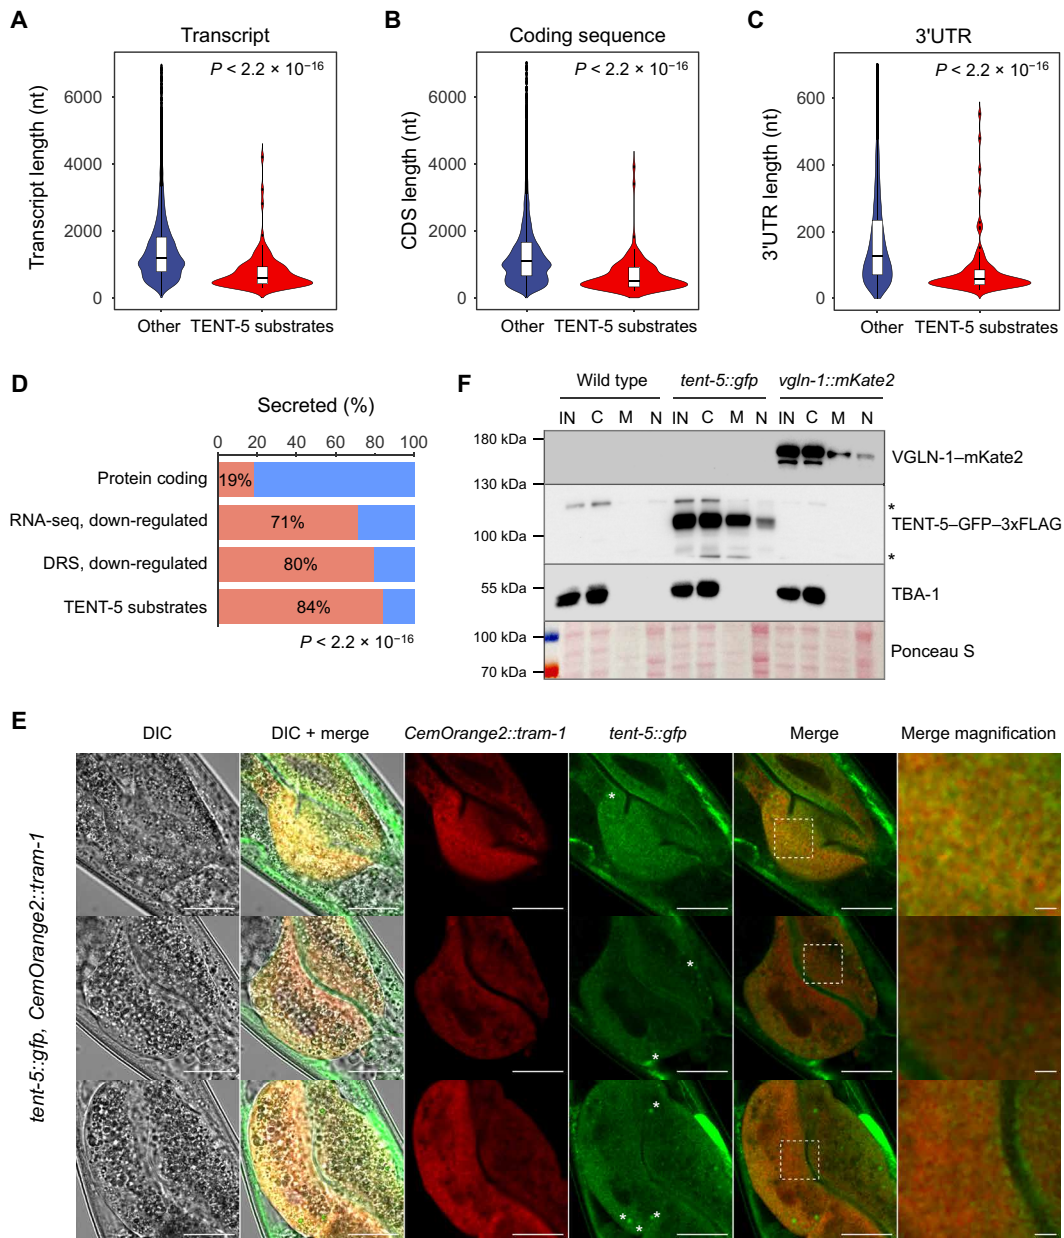 A
Transcript
P < 2.2 × 10⁻¹⁶
Transcript length (nt)
6000
4000
2000
0
Other
TENT-5 substrates
B
Coding sequence
P < 2.2 × 10⁻¹⁶
CDS length (nt)
6000
4000
2000
0
Other
TENT-5 substrates
C
3'UTR
P < 2.2 × 10⁻¹⁶
3'UTR length (nt)
600
400
200
0
Other
TENT-5 substrates
D
Secreted (%)
0 20 40 60 80 100
Protein coding
19%
RNA-seq, down-regulated
71%
DRS, down-regulated
80%
TENT-5 substrates
84%
P < 2.2 × 10⁻¹⁶
F
Wild type
tent-5::gfp
vgln-1::mKate2
IN C M N IN C M N IN C M N
180 kDa
VGLN-1–mKate2
130 kDa
*
TENT-5–GFP–3xFLAG
100 kDa
*
55 kDa
TBA-1
100 kDa
Ponceau S
70 kDa
E
DIC
DIC + merge
CemOrange2::tram-1
tent-5::gfp
Merge
Merge magnification
tent-5::gfp, CemOrange2::tram-1
*
*
*
*
*
*
*